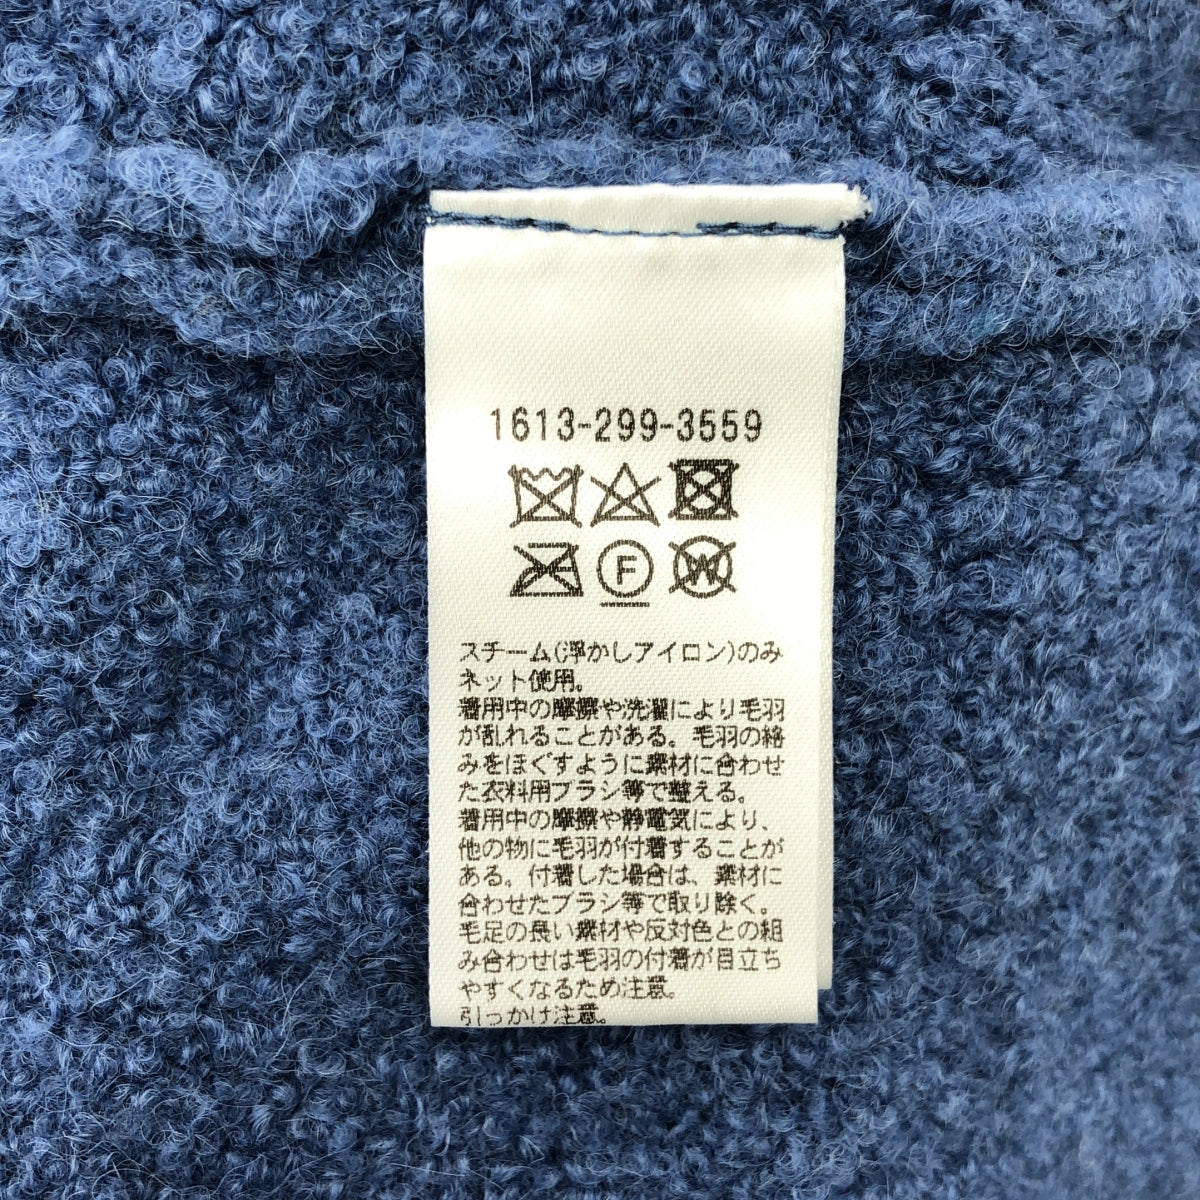 1613-299-3559
F
W
スチーム(浮かしアイロン)のみ
ネット使用。
着用中の摩擦や洗濯により毛羽
が乱れることがある。毛羽の絡
みをほぐすように素材に合わせ
た衣料用ブラシ等で整える。
着用中の摩擦や静電気により、
他の物に毛羽が付着することが
ある。付着した場合は、素材に
合わせたブラシ等で取り除く。
毛足の長い素材や反対色との組
み合わせは毛羽の付着が目立ち
やすくなるため注意。
引っかけ注意。